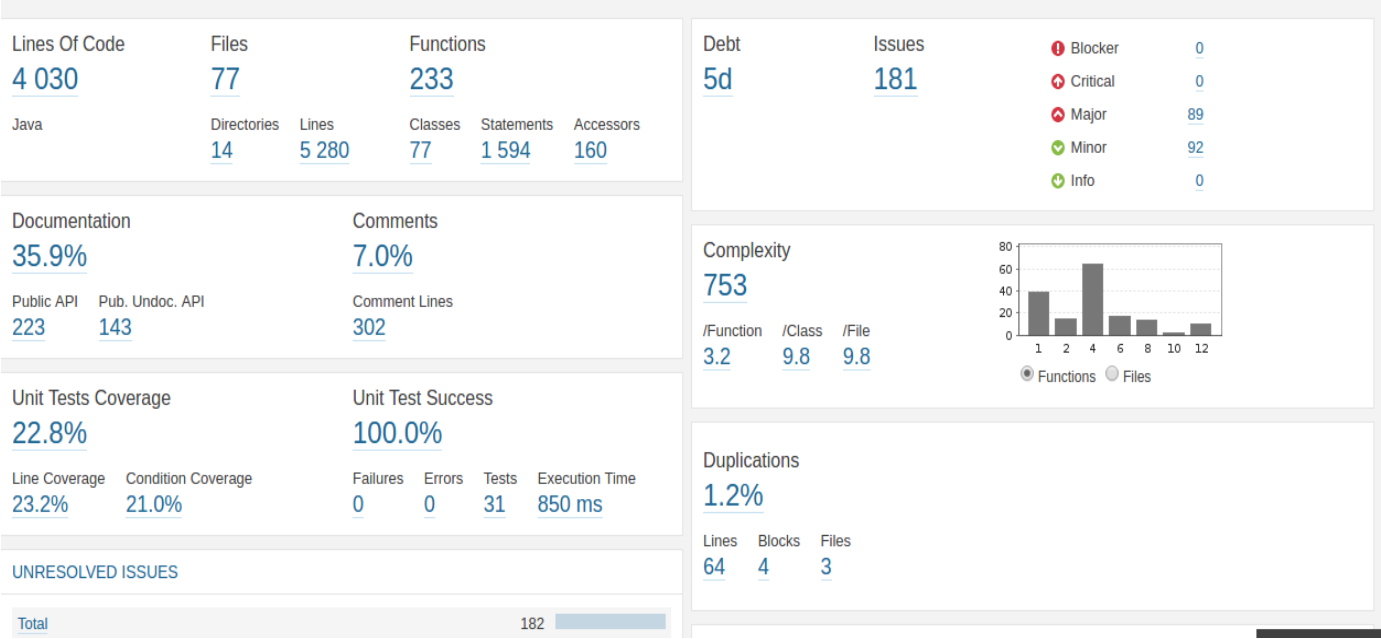 Lines Of Code Files Functions
4 030 77 233
Java Directories Lines Classes Statements Accessors
14 5 280 77 1 594 160
Documentation Comments
35.9% 7.0%
Public API Pub. Undoc. API Comment Lines
223 143 302
Unit Tests Coverage Unit Test Success
22.8% 100.0%
Line Coverage Condition Coverage Failures Errors Tests Execution Time
23.2% 21.0% 0 0 31 850 ms
UNRESOLVED ISSUES
Total 182
Debt Issues
5d 181
Blocker 0
Critical 0
Major 89
Minor 92
Info 0
Complexity
753
/Function /Class /File
3.2 9.8 9.8
80
60
40
20
0
1 2 4 6 8 10 12
Functions Files
Duplications
1.2%
Lines Blocks Files
64 4 3